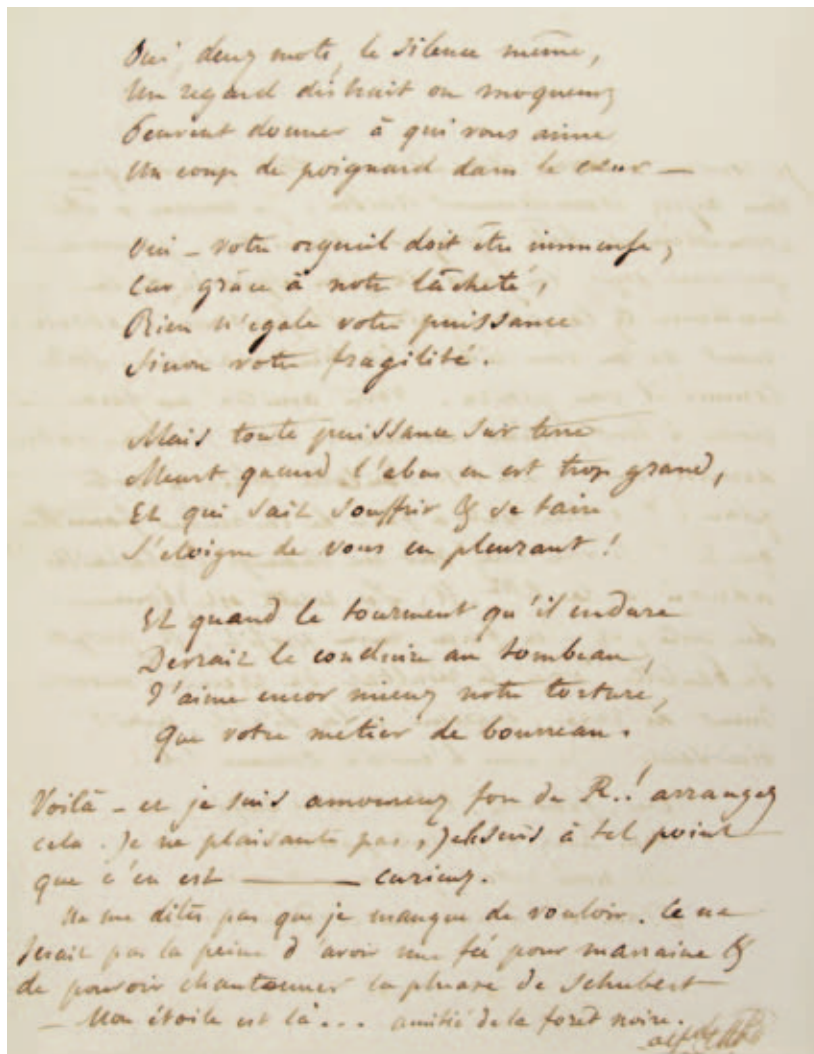 Oui, deux mots, le silence même,
Un regard distrait ou moqueur,
Peuvent donner à qui vous aime
Un coup de poignard dans le cœur —
Oui – votre orgueil doit être immense,
Car grâce à notre lâcheté,
Rien n'egale votre puissance
Sinon votre fragilité.
Mais toute puissance sur terre
Meurt quand l'abus en est trop grand,
Et qui sait souffrir & se taire
S'eloigne de vous en pleurant !
Et quand le tourment qu'il endure
Devrait le conduire au tombeau,
J'aime encor mieux notre torture,
Que votre métier de bourreau.
Voilà – et je suis amoureux fou de R..! arrangez
cela. Je ne plaisante pas, je le suis à tel point
que c'en est ——— curieux.
Ne me dites pas que je manque de vouloir. Ce ne
serait pas la peine d'avoir une fée pour marraine &
de pouvoir chantonner la phrase de Schubert
– Mon étoile est là... amitié de la foret noire.